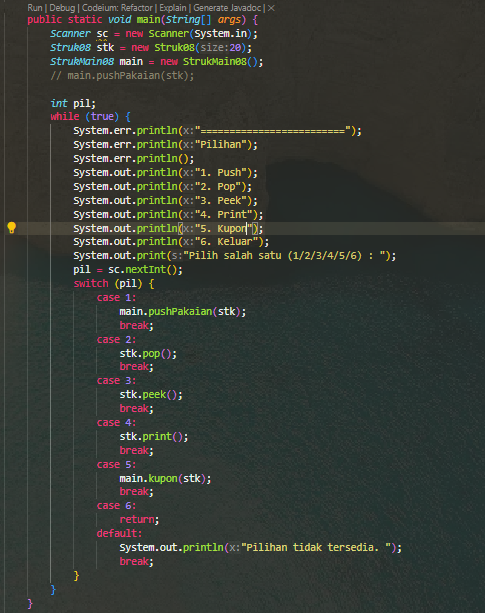 Run | Debug | Codeium: Refactor | Explain | Generate Javadoc | ×
public static void main(String[] args) {
    Scanner sc = new Scanner(System.in);
    Struk08 stk = new Struk08(size:20);
    StrukMain08 main = new StrukMain08();
    // main.pushPakaian(stk);

    int pil;
    while (true) {
        System.err.println(x:"=========================");
        System.err.println(x:"Pilihan");
        System.err.println();
        System.out.println(x:"1. Push");
        System.out.println(x:"2. Pop");
        System.out.println(x:"3. Peek");
        System.out.println(x:"4. Print");
        System.out.println(x:"5. Kupon");
        System.out.println(x:"6. Keluar");
        System.out.print(s:"Pilih salah satu (1/2/3/4/5/6) : ");
        pil = sc.nextInt();
        switch (pil) {
            case 1:
                main.pushPakaian(stk);
                break;
            case 2:
                stk.pop();
                break;
            case 3:
                stk.peek();
                break;
            case 4:
                stk.print();
                break;
            case 5:
                main.kupon(stk);
                break;
            case 6:
                return;
            default:
                System.out.println(x:"Pilihan tidak tersedia. ");
                break;
        }
    }
}